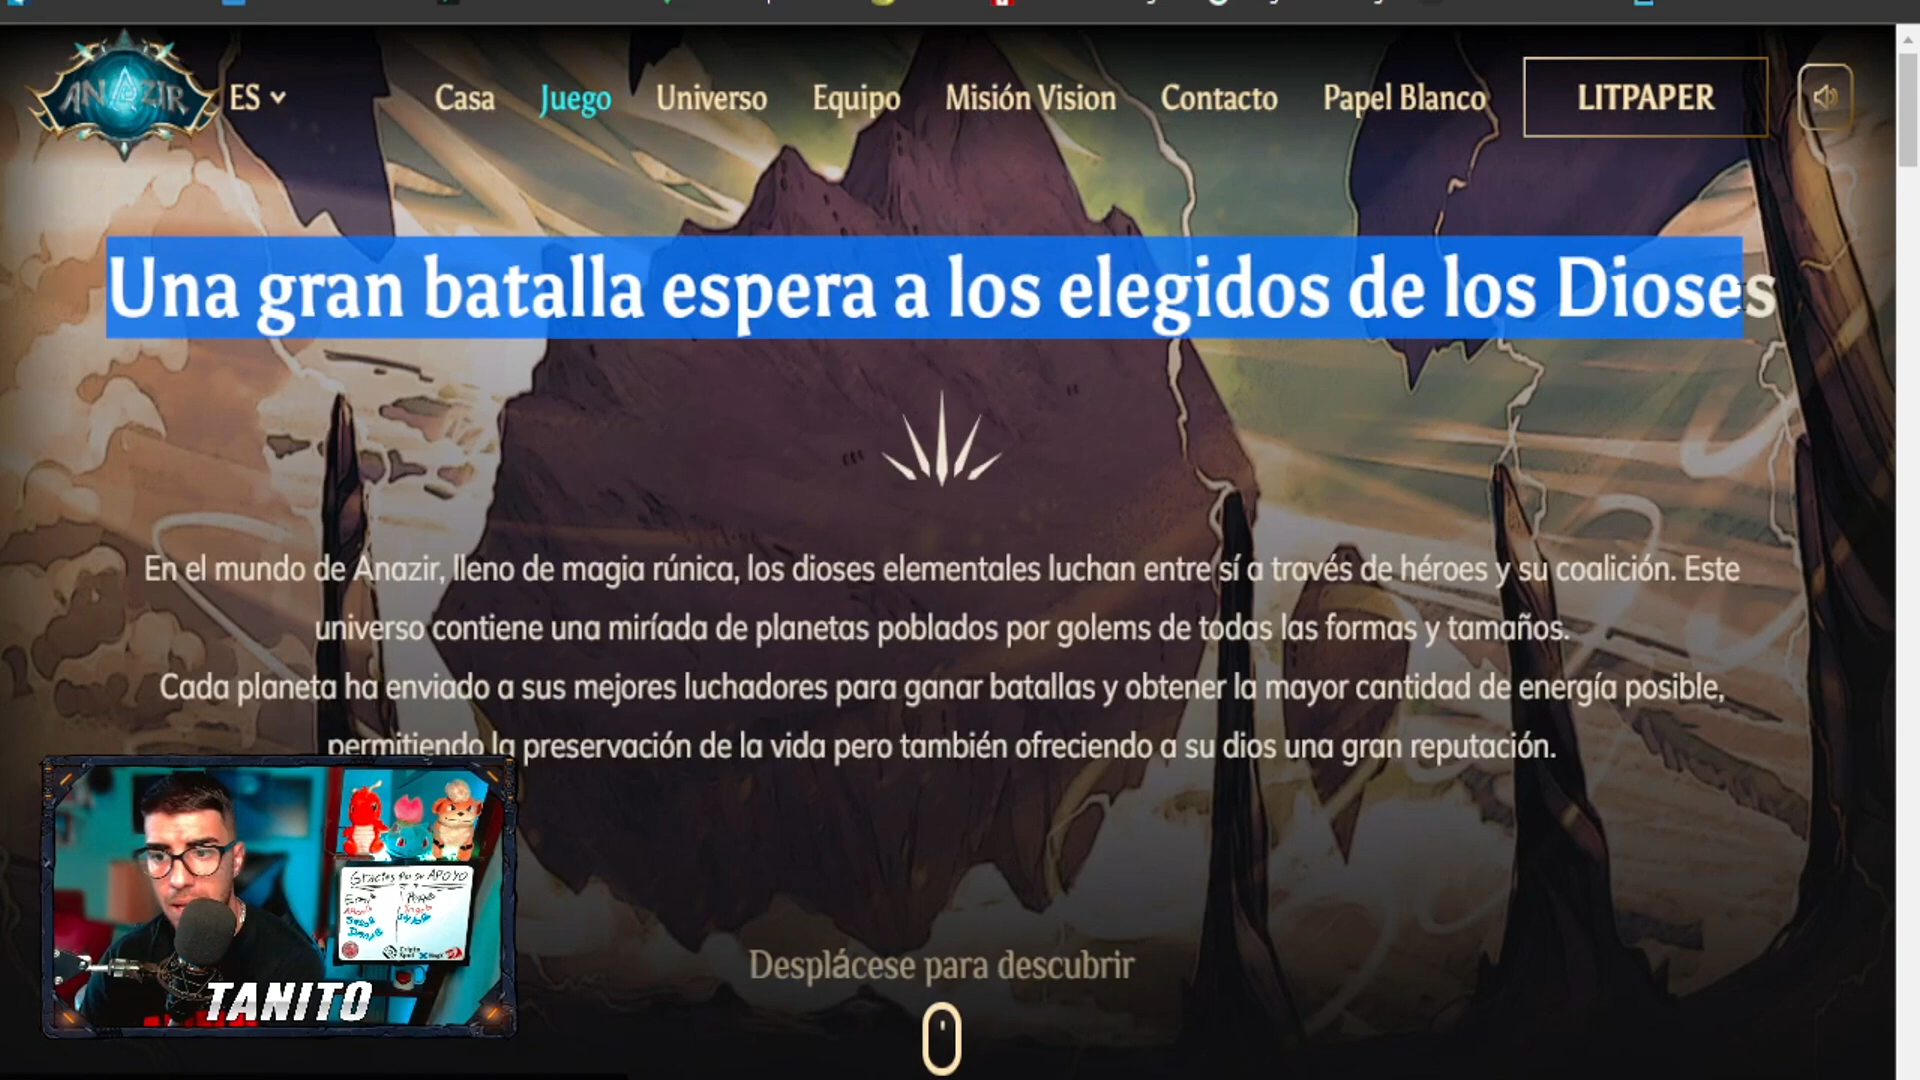 ANAZIR
ES
Casa
Juego
Universo
Equipo
Misión Vision
Contacto
Papel Blanco
LITPAPER
Una gran batalla espera a los elegidos de los Dioses
En el mundo de Anazir, lleno de magia rúnica, los dioses elementales luchan entre sí a través de héroes y su coalición. Este
universo contiene una miríada de planetas poblados por golems de todas las formas y tamaños.
Cada planeta ha enviado a sus mejores luchadores para ganar batallas y obtener la mayor cantidad de energía posible,
permitiendo la preservación de la vida pero también ofreciendo a su dios una gran reputación.
Gracias Por su APOYO
TANITO
Desplácese para descubrir